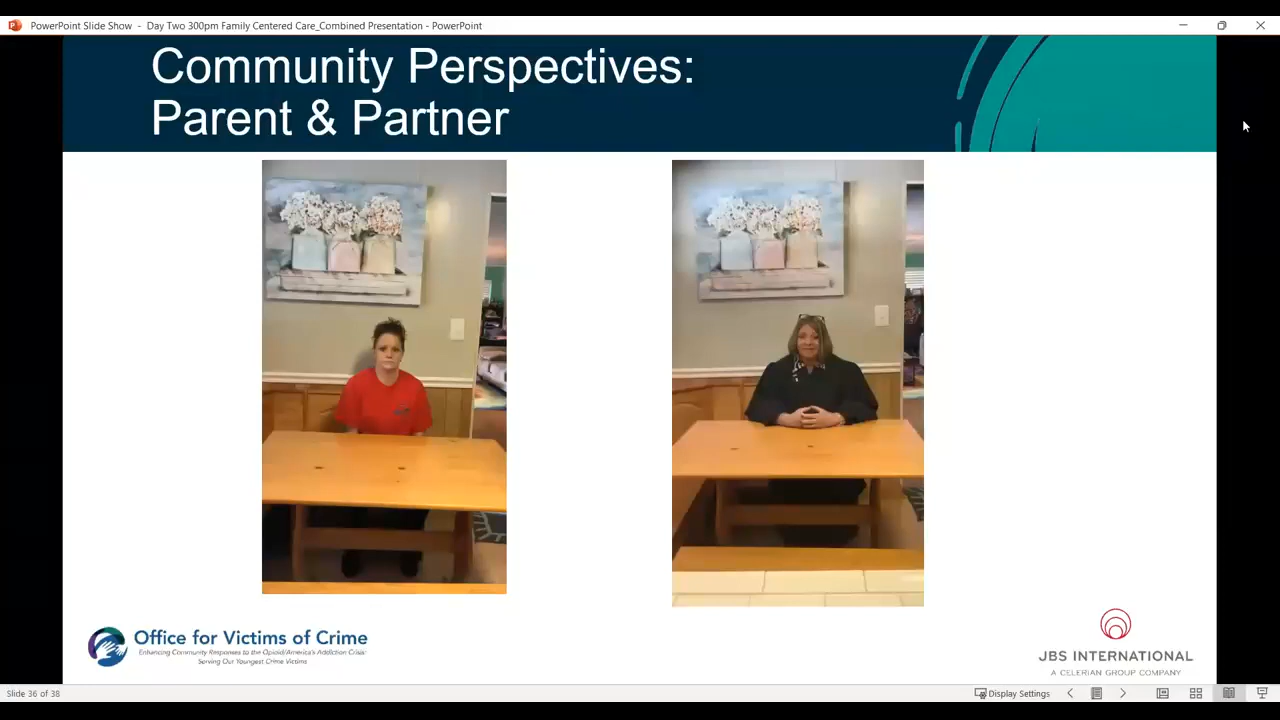 PowerPoint Slide Show - Day Two 300pm Family Centered Care_Combined Presentation - PowerPoint
Community Perspectives:
Parent & Partner
Office for Victims of Crime
Enhancing Community Responses to the Opioid/America's Addiction Crisis:
Serving Our Youngest Crime Victims
JBS INTERNATIONAL
A CELERIAN GROUP COMPANY
Slide 36 of 38
Display Settings